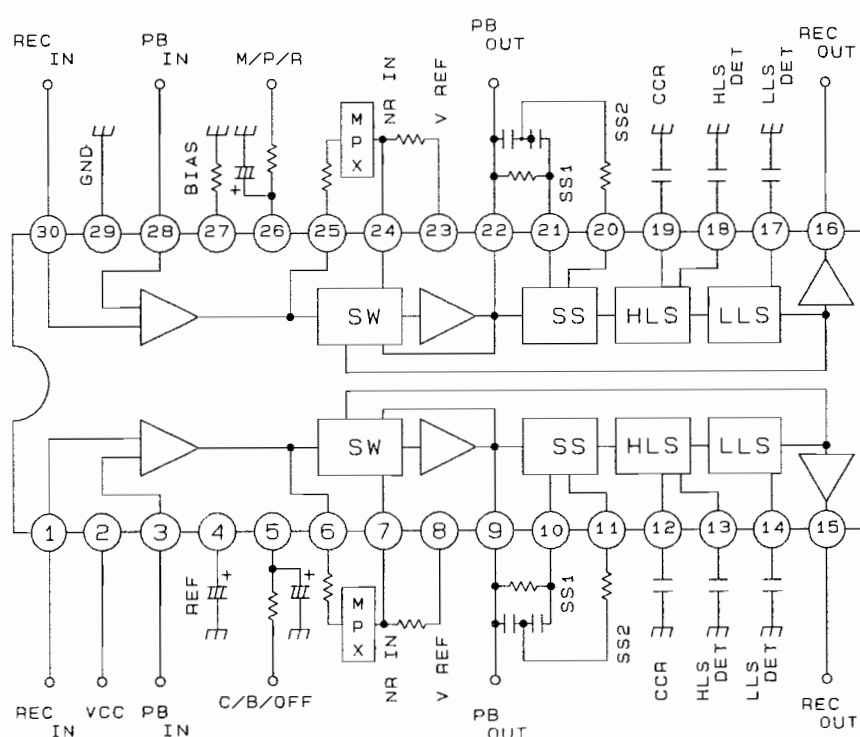 REC IN
PB IN
M/P/R
PB OUT
REC OUT
GND
BIAS
+
MPX
NR IN
V REF
SS1
SS2
CCR
HLS DET
LLS DET
30 29 28 27 26 25 24 23 22 21 20 19 18 17 16
SW SS HLS LLS
SW SS HLS LLS
1 2 3 4 5 6 7 8 9 10 11 12 13 14 15
REF
+
+
MPX
NR IN
V REF
SS1
SS2
CCR
HLS DET
LLS DET
REC IN
VCC
PB IN
C/B/OFF
PB OUT
REC OUT